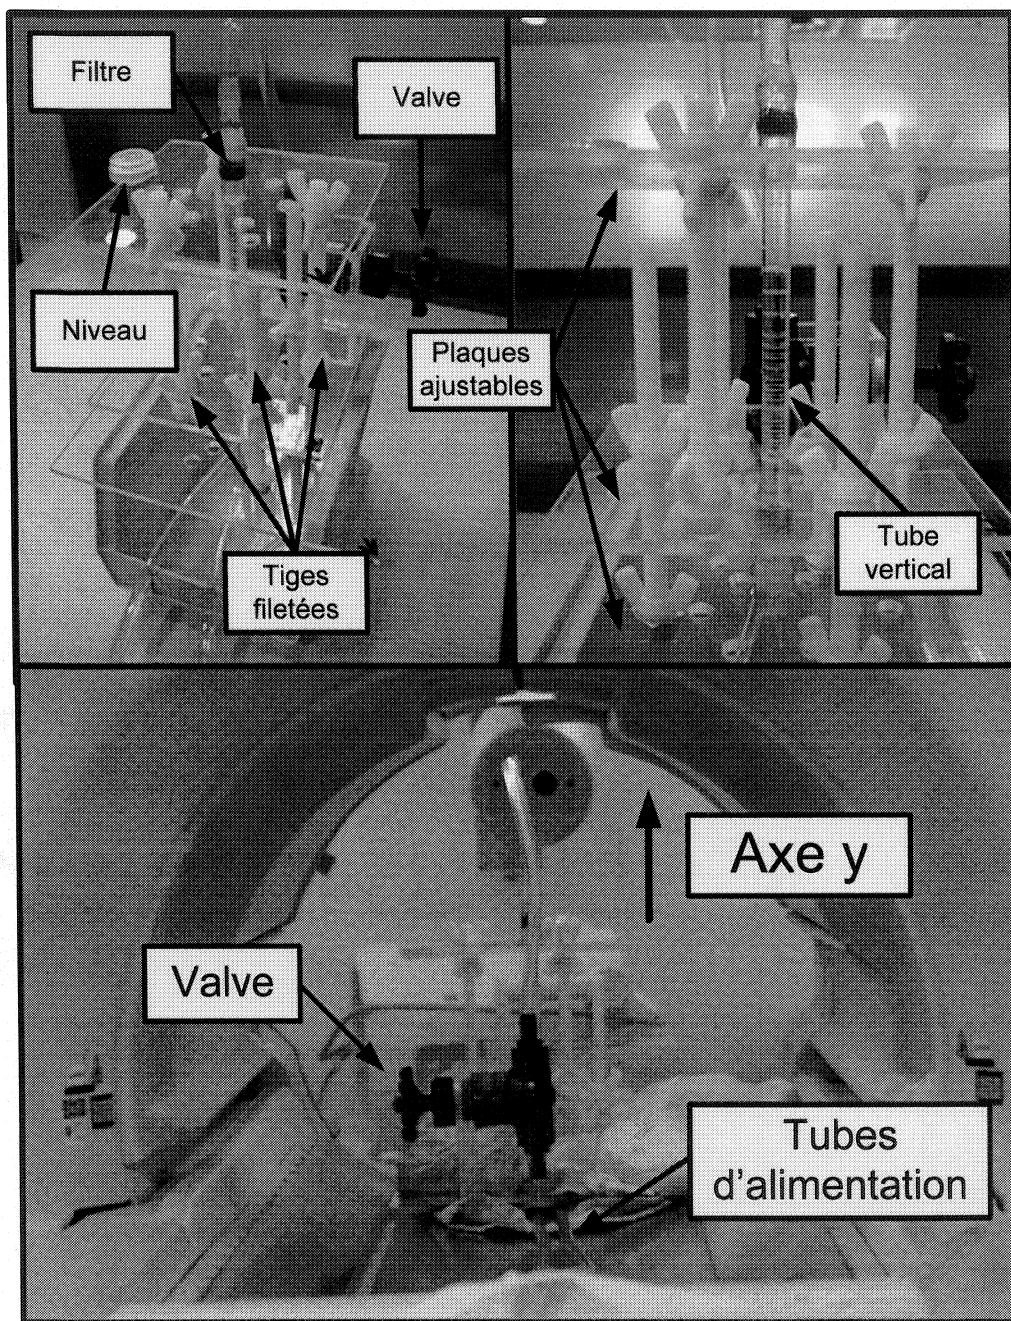 Filtre
Valve
Niveau
Plaques
ajustables
Tiges
filetées
Tube
vertical
Axe y
Valve
Tubes
d'alimentation